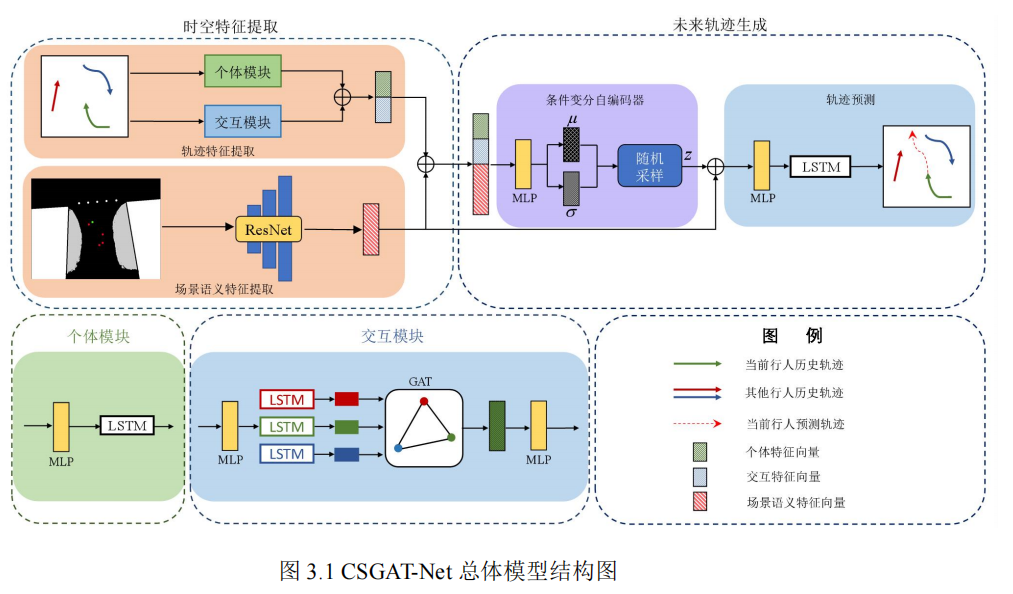 时空特征提取
未来轨迹生成
个体模块
交互模块
轨迹特征提取
ResNet
场景语义特征提取
条件变分自编码器
MLP
μ
σ
随机
采样
z
轨迹预测
MLP
LSTM
个体模块
MLP
LSTM
交互模块
MLP
LSTM
LSTM
LSTM
GAT
MLP
图 例
当前行人历史轨迹
其他行人历史轨迹
当前行人预测轨迹
个体特征向量
交互特征向量
场景语义特征向量
图 3.1 CSGAT-Net 总体模型结构图